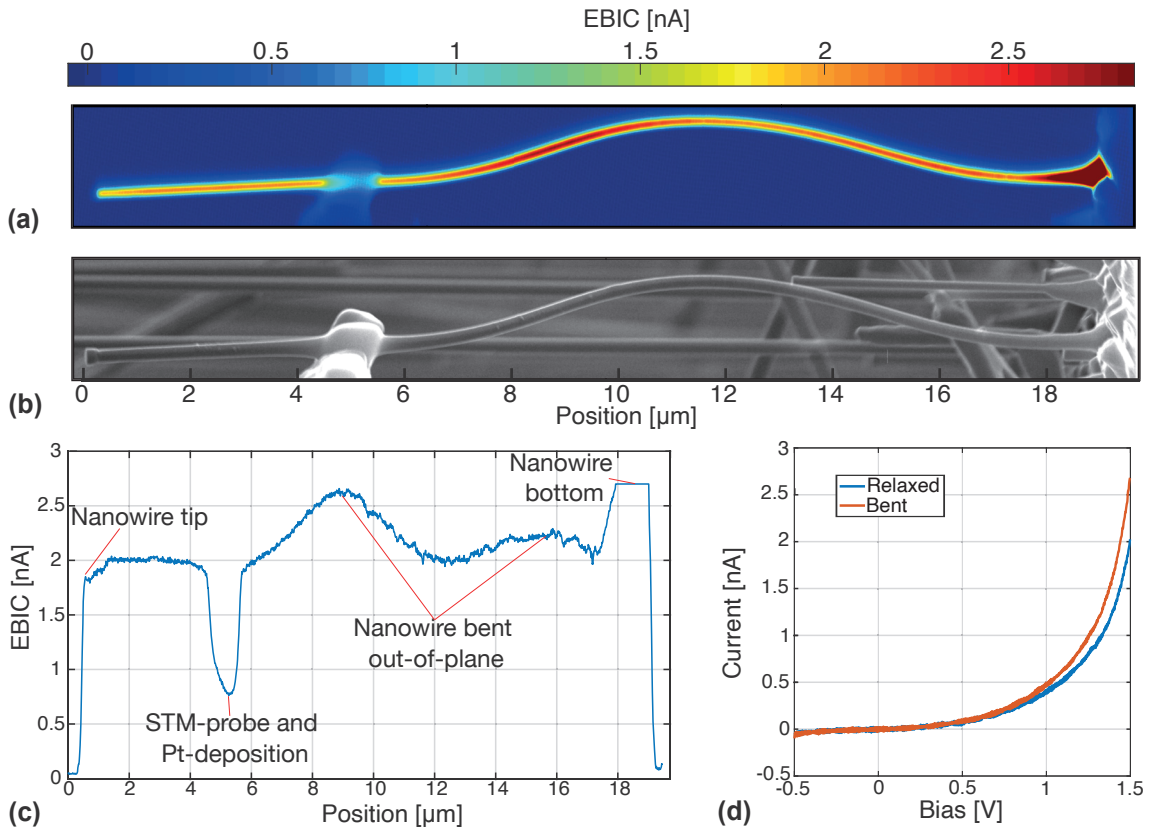 EBIC [nA]
0 0.5 1 1.5 2 2.5
(a)
(b)
0 2 4 6 8 10 12 14 16 18
Position [µm]
3
2.5
2
1.5
1
0.5
0
EBIC [nA]
Nanowire tip
Nanowire
bottom
Nanowire bent
out-of-plane
STM-probe and
Pt-deposition
0 2 4 6 8 10 12 14 16 18
Position [µm]
(c)
3
2.5
2
1.5
1
0.5
0
-0.5
Current [nA]
Relaxed
Bent
-0.5 0 0.5 1 1.5
Bias [V]
(d)